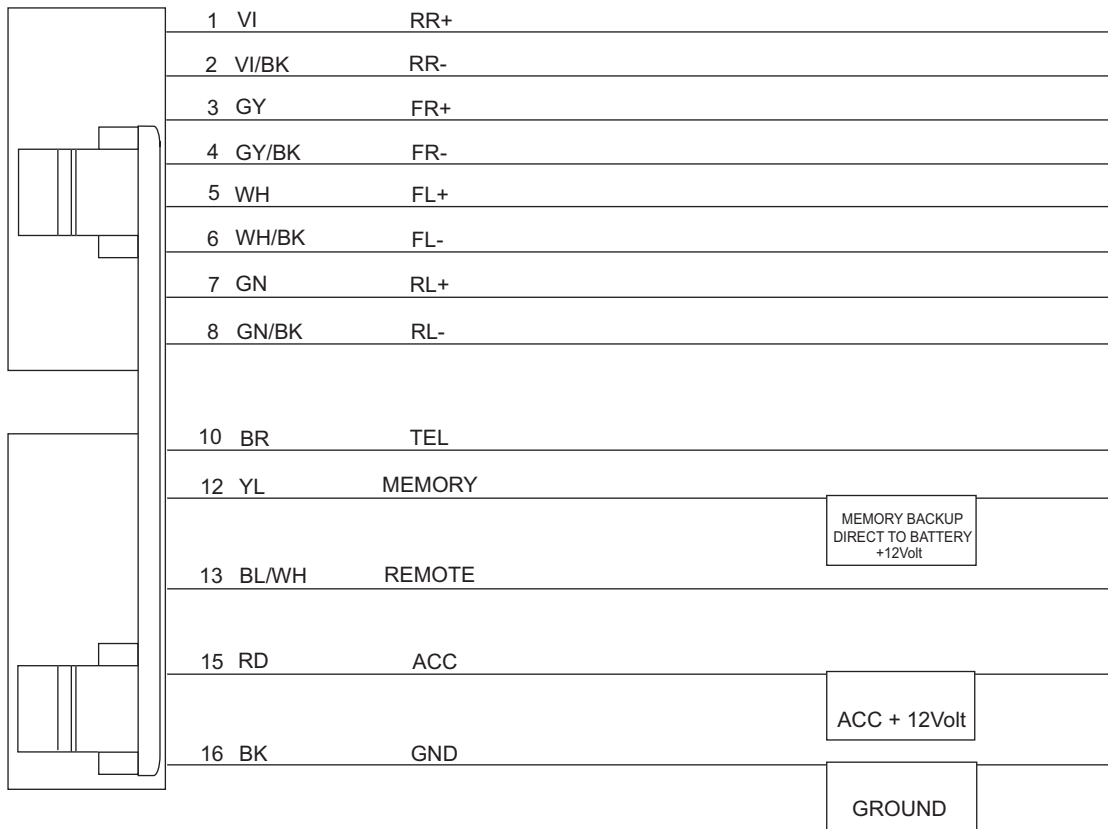 1 VI RR+
2 VI/BK RR-
3 GY FR+
4 GY/BK FR-
5 WH FL+
6 WH/BK FL-
7 GN RL+
8 GN/BK RL-
10 BR TEL
12 YL MEMORY
MEMORY BACKUP
DIRECT TO BATTERY
+12Volt
13 BL/WH REMOTE
15 RD ACC
ACC + 12Volt
16 BK GND
GROUND